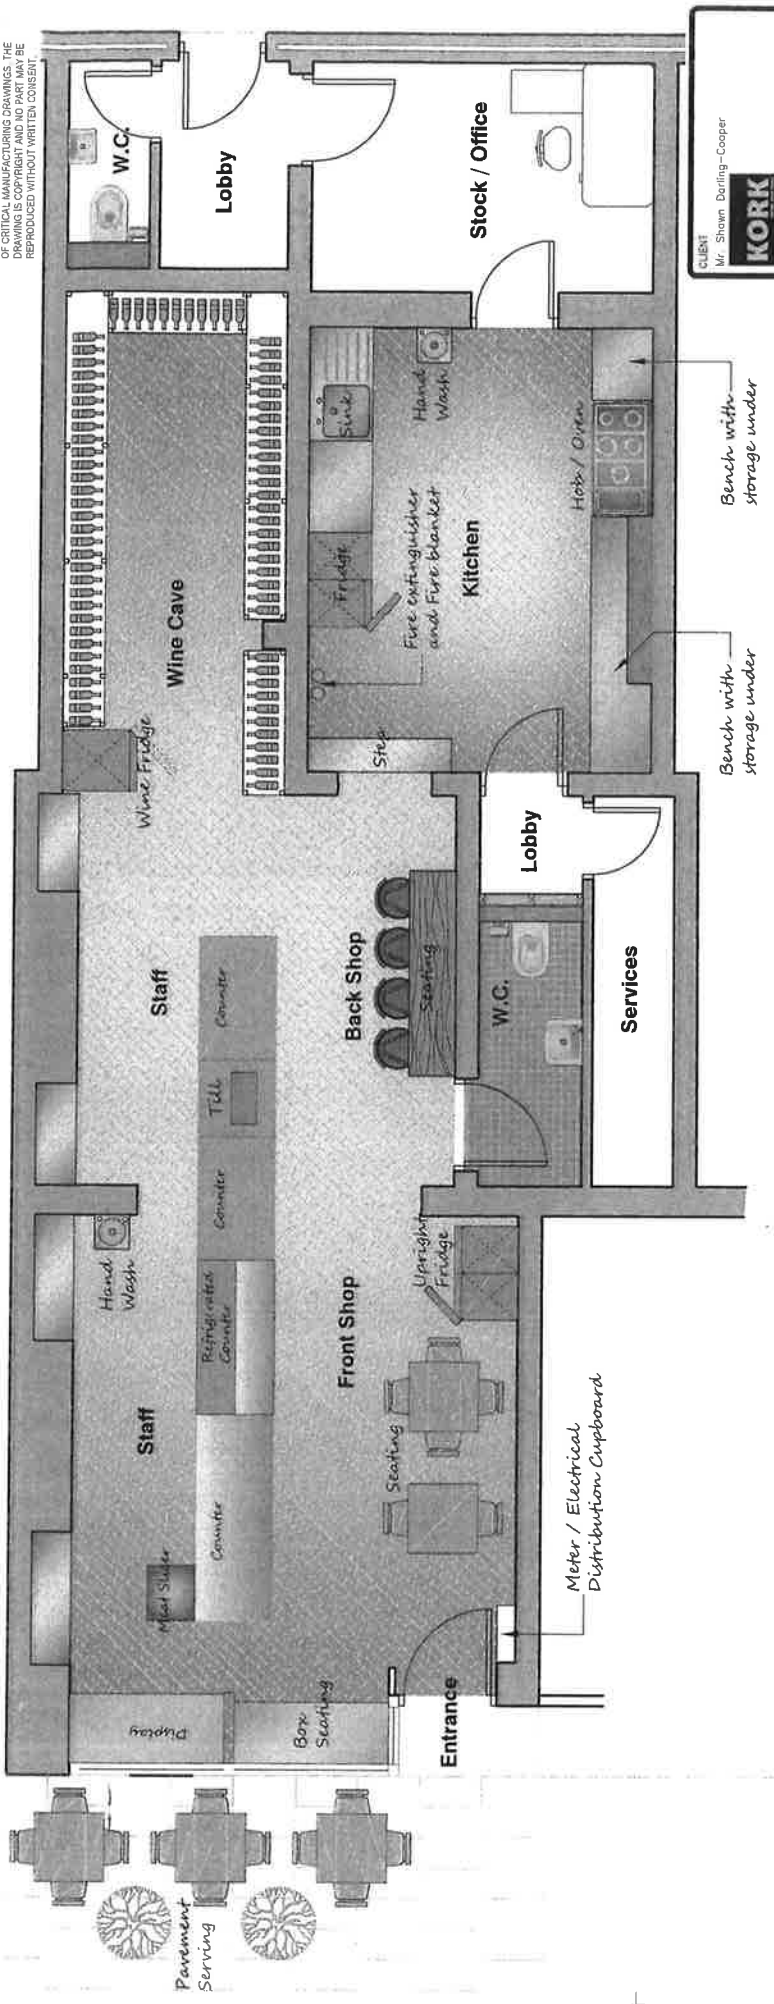 OF CRITICAL MANUFACTURING DRAWINGS. THE
DRAWING IS COPYRIGHT AND NO PART MAY BE
REPRODUCED WITHOUT WRITTEN CONSENT.
W.C.
Lobby
Stock / Office
CLIENT
Mr. Shawn Darling-Cooper
KORK
Wine Cave
Sink
Hand
Wash
Fridge
Fire extinguisher
and Fire blanket
Kitchen
Hob / Oven
Bench with
storage under
Bench with
storage under
Wine Fridge
Step
Lobby
Staff
Counter
Back Shop
Seating
W.C.
Services
Till
Counter
Hand
Wash
Refrigerated
Counter
Front Shop
Upright
Fridge
Staff
Seating
Counter
Meat Slicer
Meter / Electrical
Distribution Cupboard
Display
Box
Seating
Entrance
Pavement
Serving